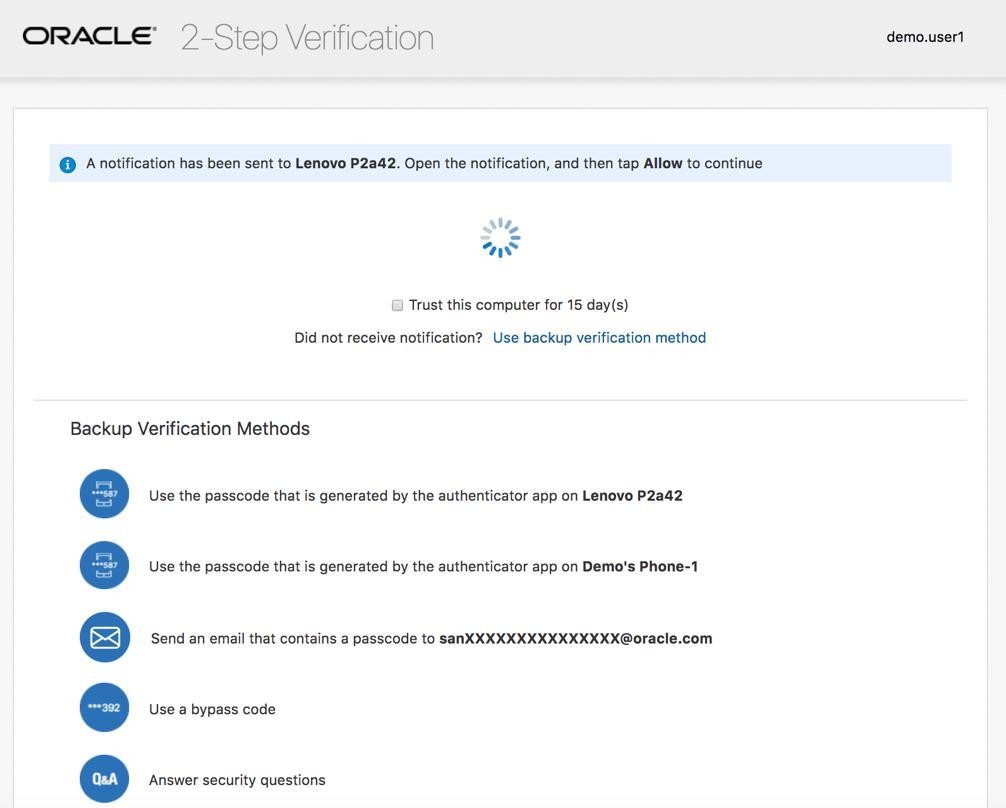 ORACLE® 2-Step Verification demo.user1
A notification has been sent to Lenovo P2a42. Open the notification, and then tap Allow to continue
Trust this computer for 15 day(s)
Did not receive notification? Use backup verification method
Backup Verification Methods
***587 Use the passcode that is generated by the authenticator app on Lenovo P2a42
***587 Use the passcode that is generated by the authenticator app on Demo's Phone-1
Send an email that contains a passcode to sanXXXXXXXXXXXXXXX@oracle.com
***392 Use a bypass code
Q&A Answer security questions